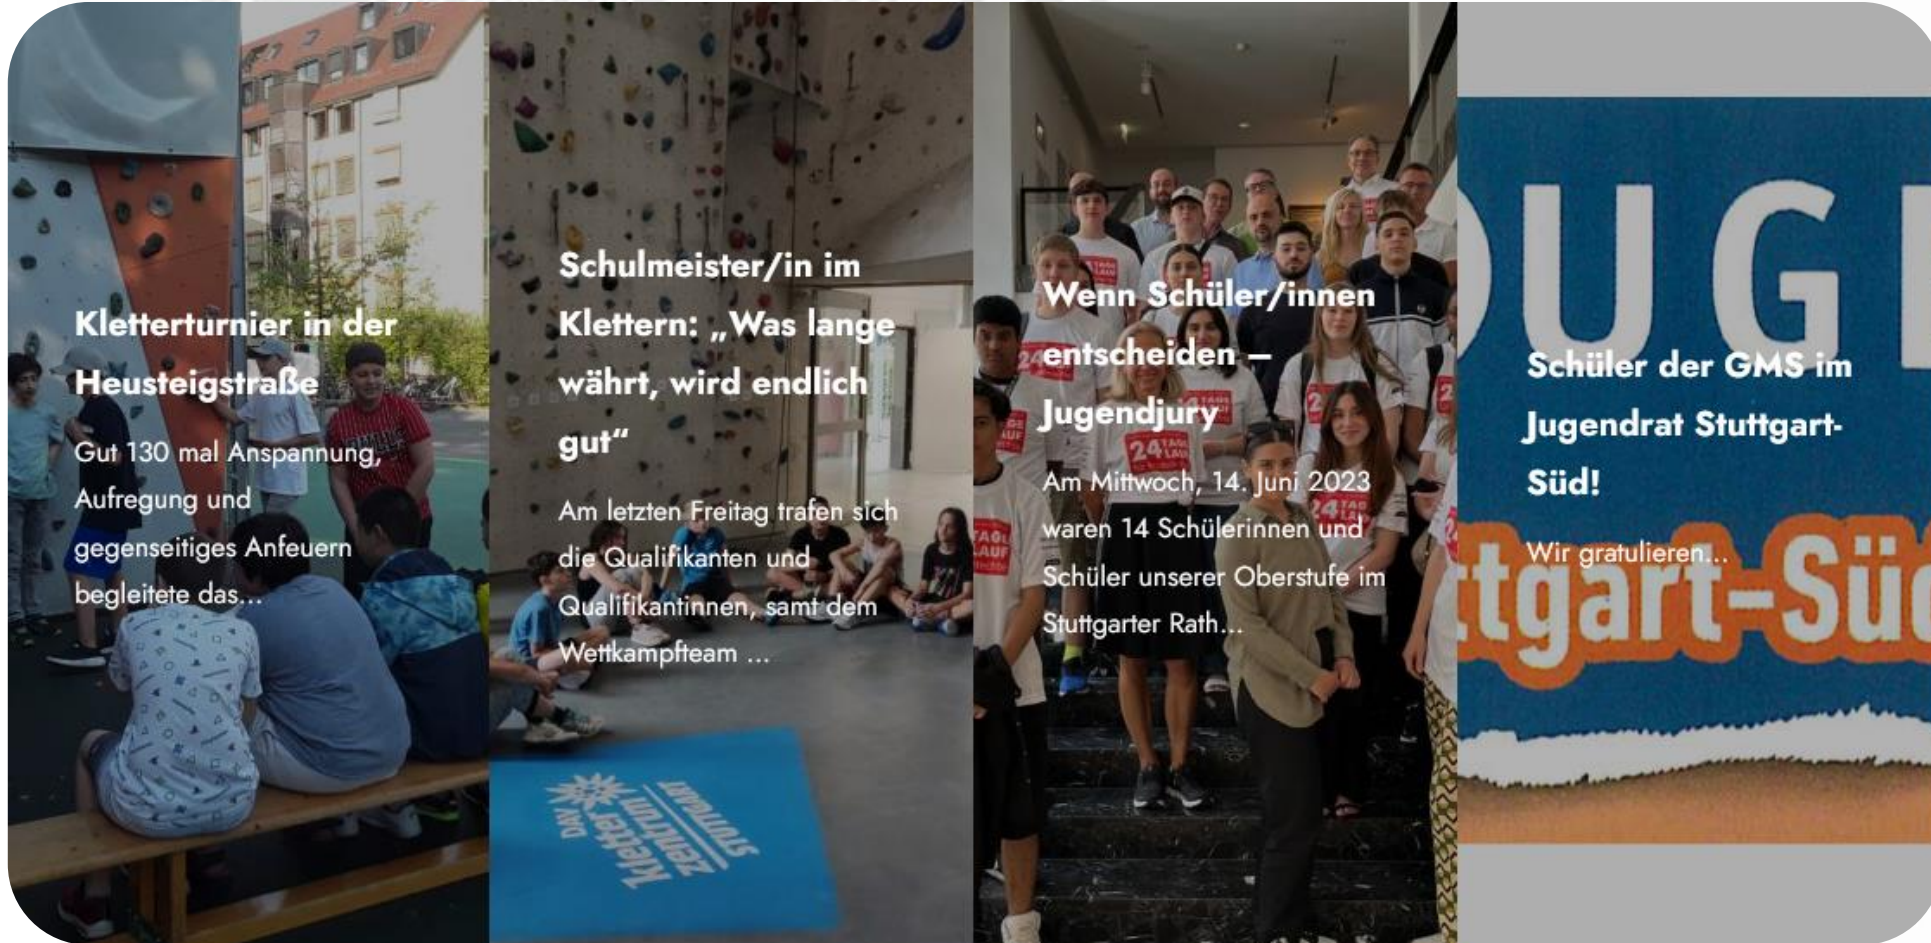 Kletterturnier in der
Heusteigstraße
Gut 130 mal Anspannung,
Aufregung und
gegenseitiges Anfeuern
begleitete das...
Schulmeister/in im
Klettern: „Was lange
währt, wird endlich
gut“
Am letzten Freitag trafen sich
die Qualifikanten und
Qualifikantinnen, samt dem
Wettkampfteam ...
DAV
kletter
zentrum
STUTTGART
Wenn Schüler/innen
entscheiden –
Jugendjury
Am Mittwoch, 14. Juni 2023
waren 14 Schülerinnen und
Schüler unserer Oberstufe im
Stuttgarter Rath...
24 TAGE
LAUF
Schüler der GMS im
Jugendrat Stuttgart-
Süd!
Wir gratulieren...
UG
tgart-Sü